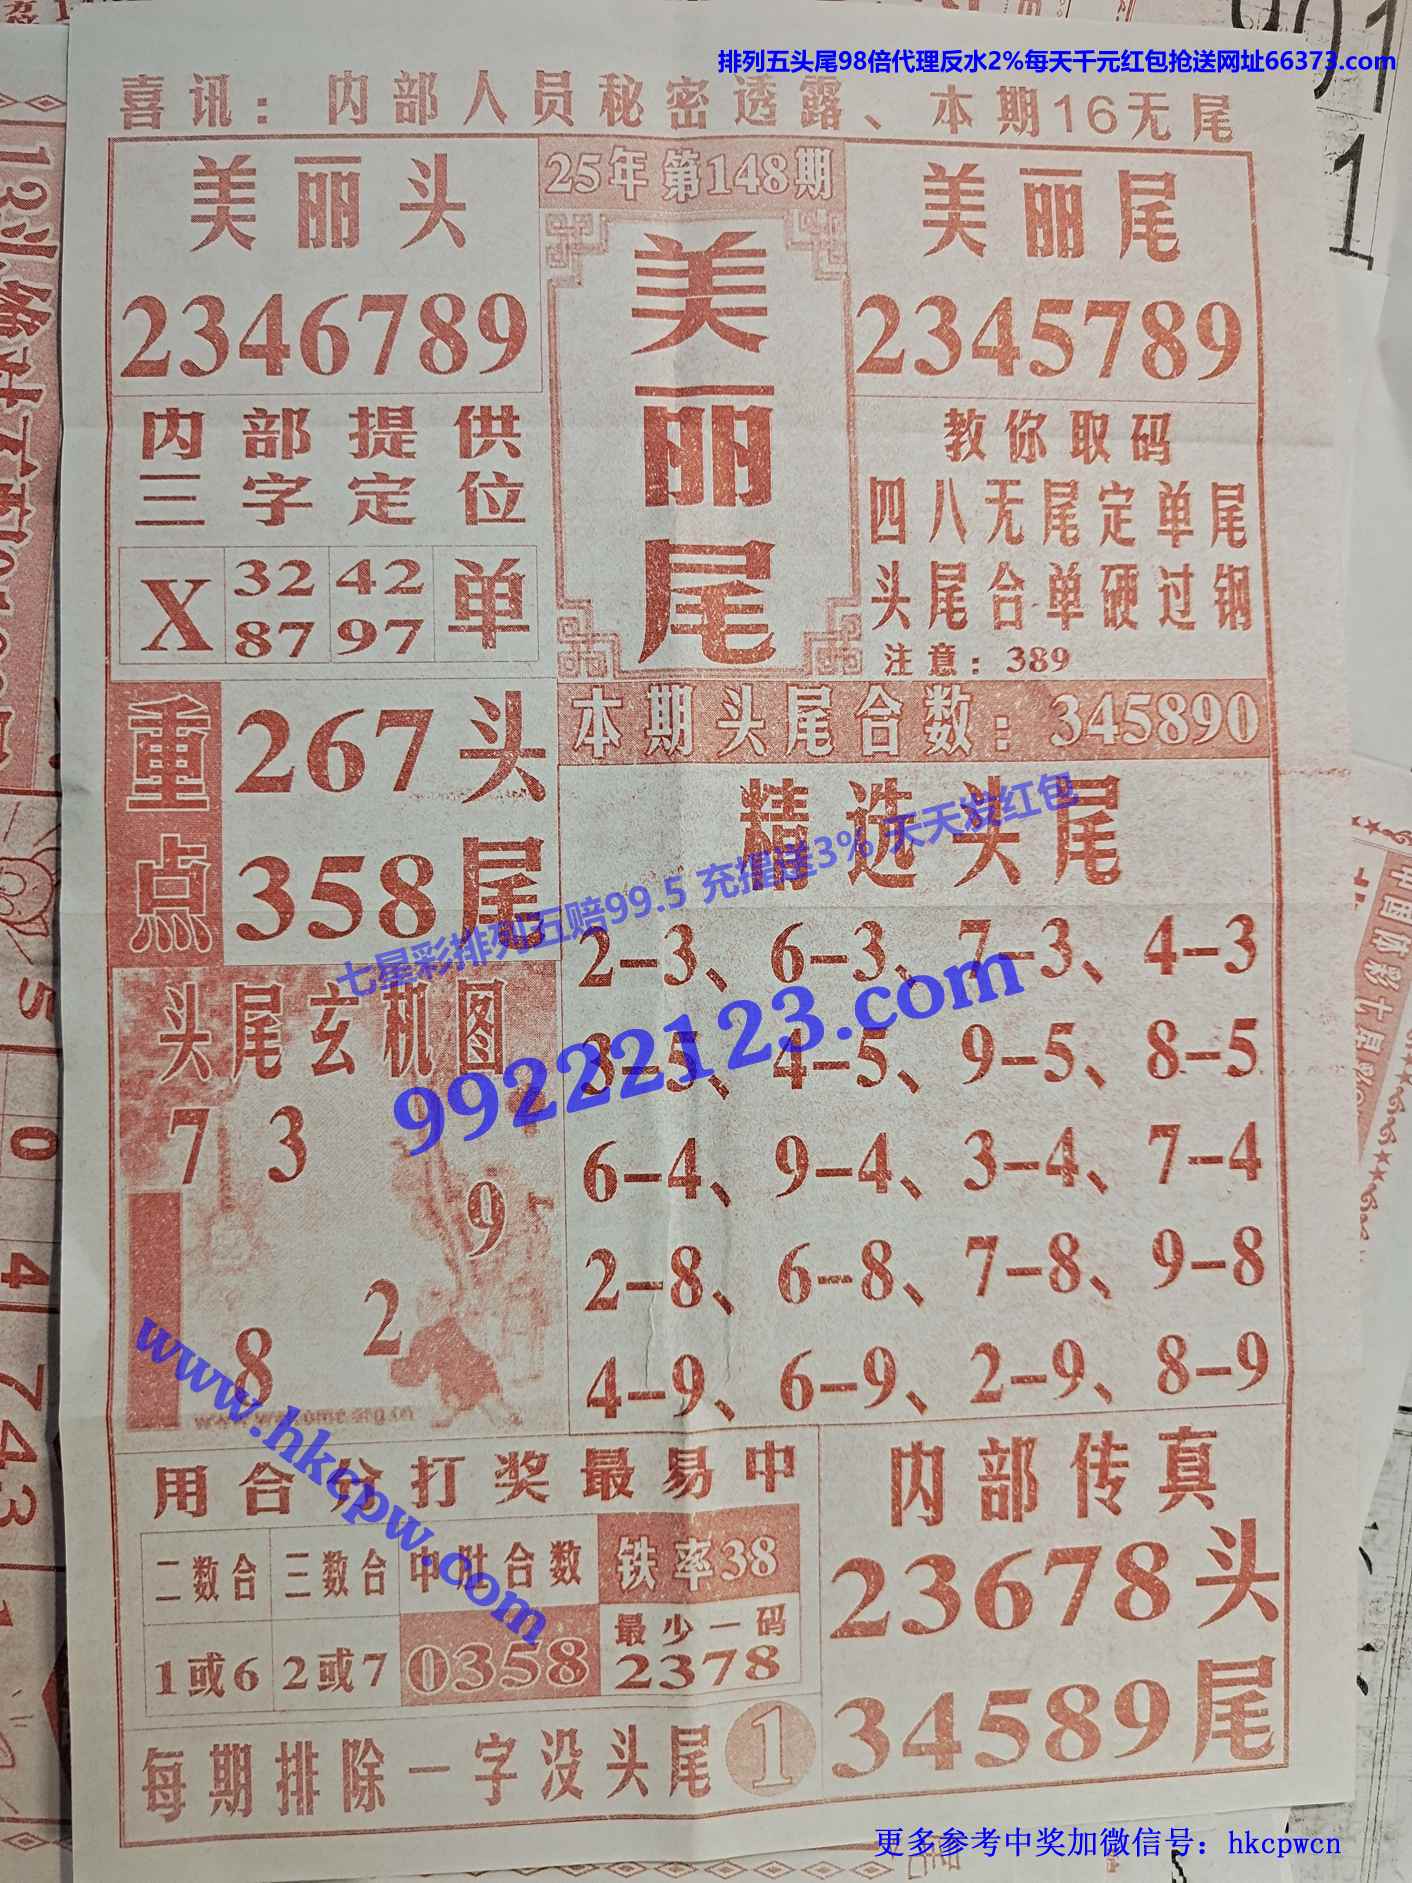 排列五头尾98倍代理反水2%每天千元红包抢送网址66373.com
喜讯：内部人员秘密透露、本期16无尾
美丽头
2346789
25年第148期
美丽尾
美丽尾
2345789
内部提供
三字定位
X
32 42
87 97
单
教你取码
四八无尾定单尾
头尾合单硬过钢
注意：389
重点
267头
358尾
本期头尾合数：345890
精选头尾
2–3、6–3、7–3、4–3
3–5、4–5、9–5、8–5
6–4、9–4、3–4、7–4
2–8、6–8、7–8、9–8
4–9、6–9、2–9、8–9
七星彩排列五赔99.5 充提送3% 天天发红包
99222123.com
头尾玄机图
7 3
9
2
8
www.hkcpw.com
用合分打奖最易中
二数合 三数合 中肚合数 铁率38
1或6 2或7 0358 最少一码
2378
每期排除一字没头尾 1
内部传真
23678头
34589尾
更多参考中奖加微信号：hkcpwcn